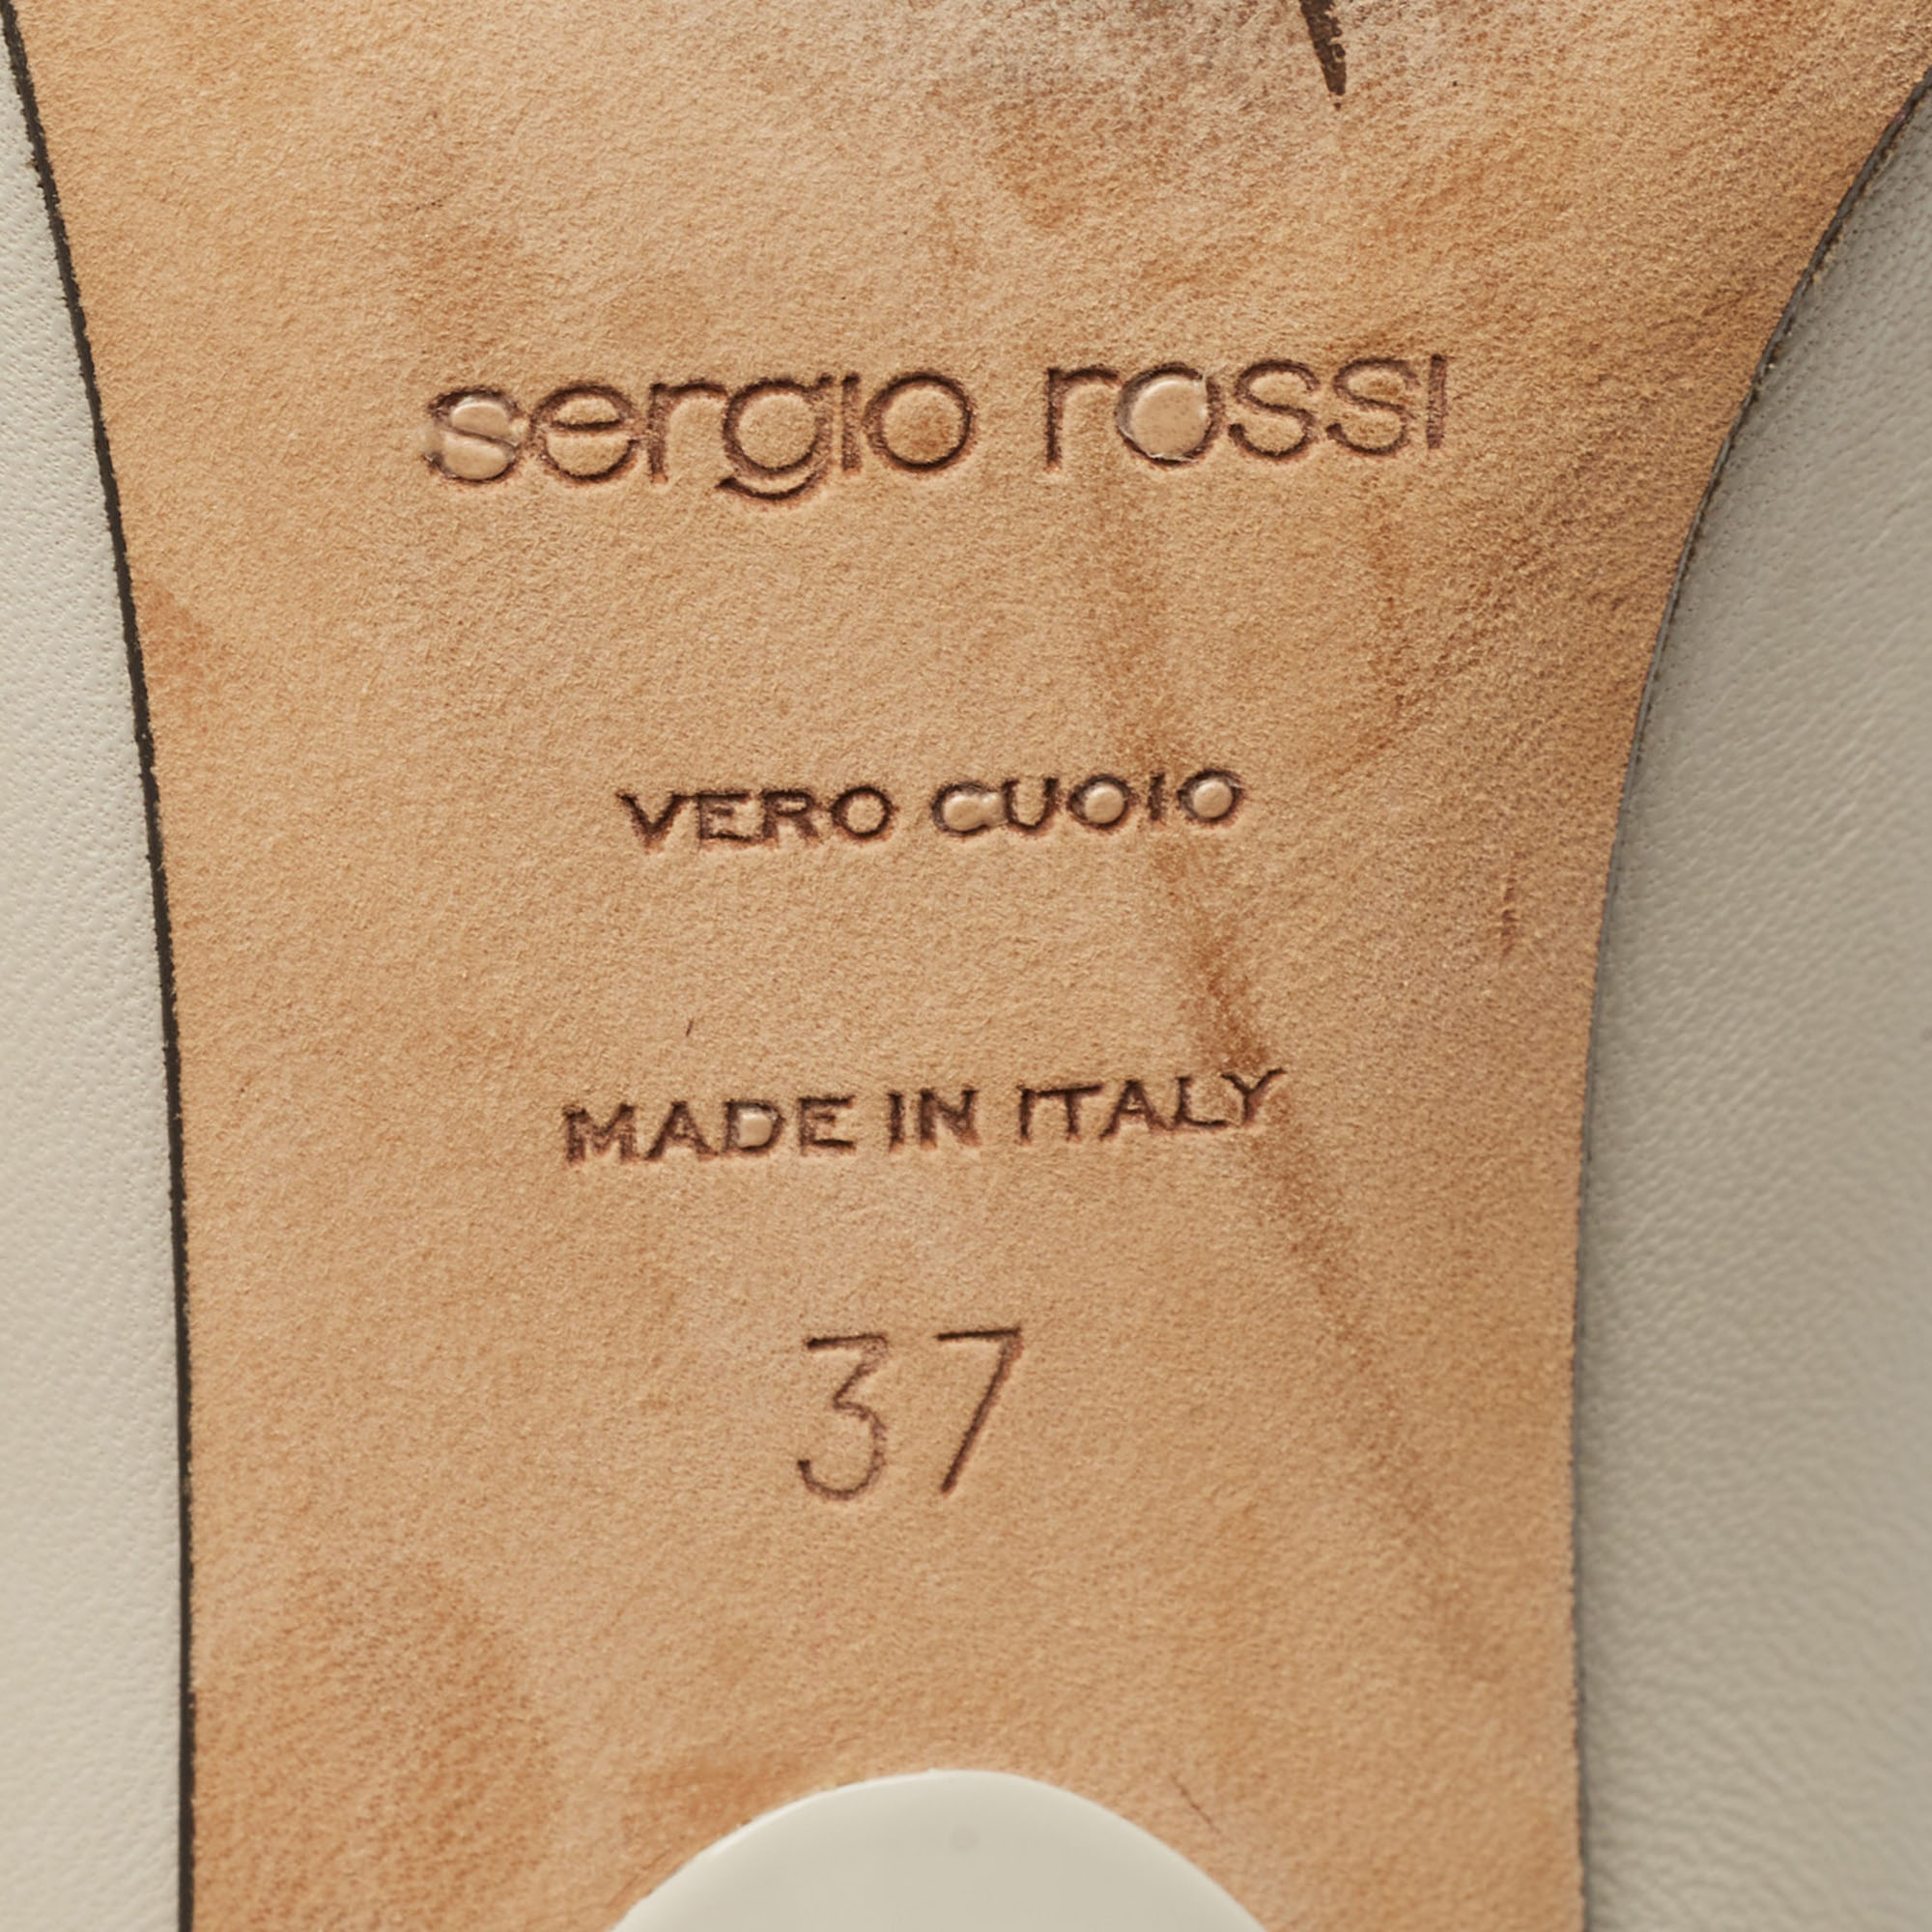 sergio rossi
VERO CUOIO
MADE IN ITALY
37